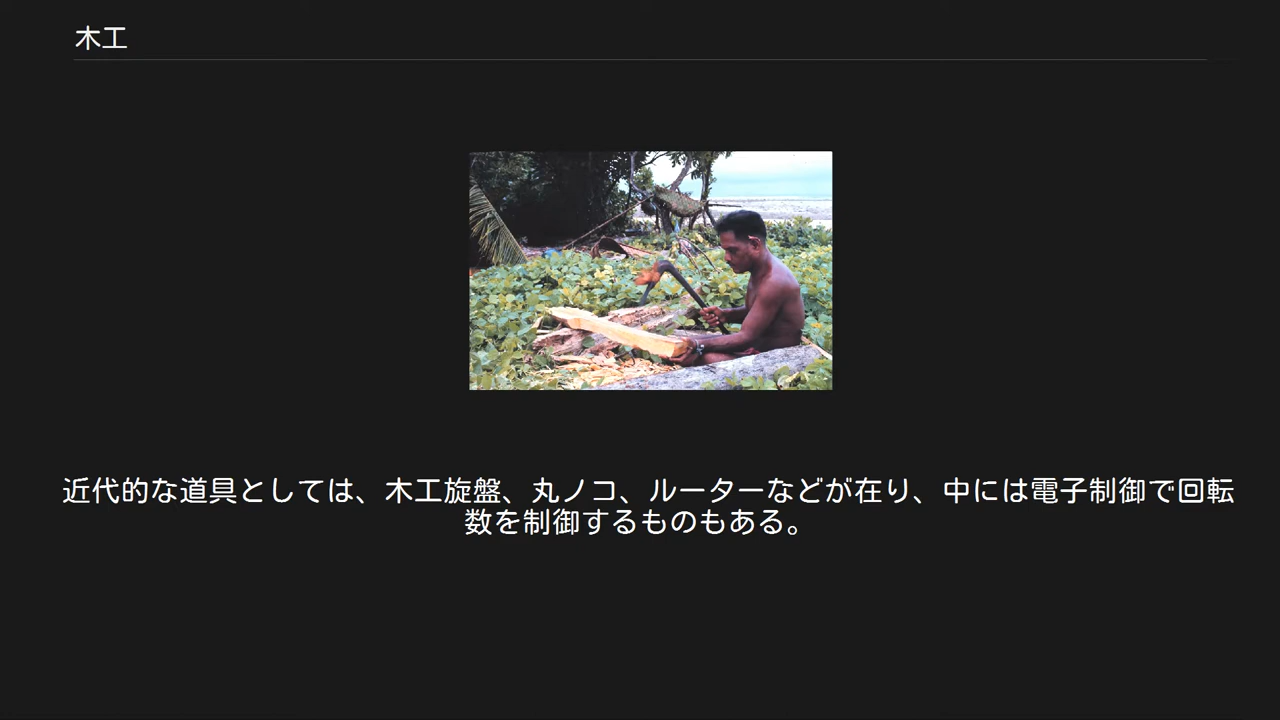 木工
近代的な道具としては、木工旋盤、丸ノコ、ルーターなどが在り、中には電子制御で回転
数を制御するものもある。